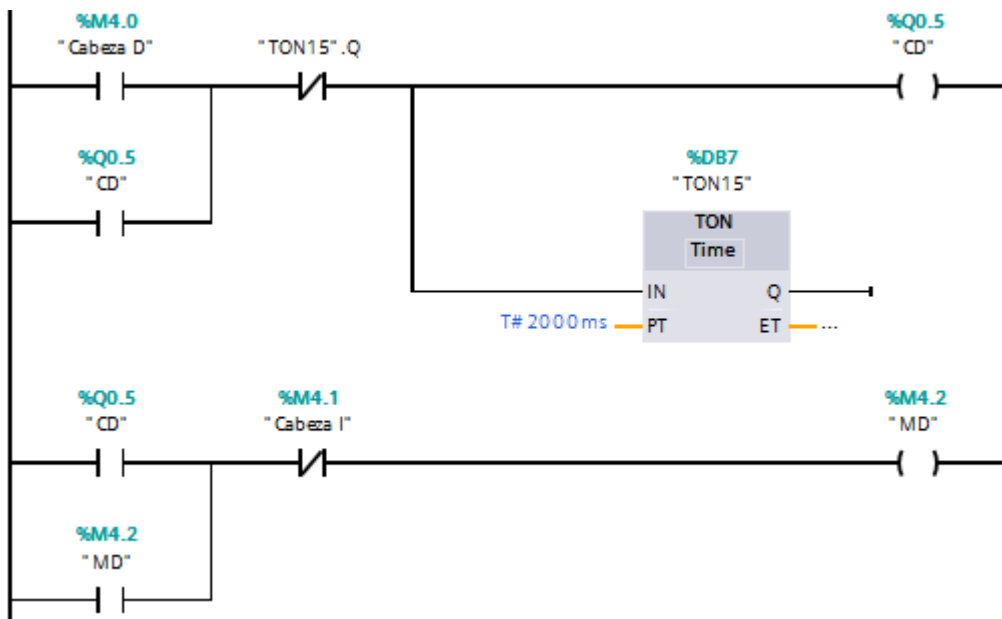 %M4.0
"Cabeza D"
"TON15".Q
%Q0.5
"CD"
%Q0.5
"CD"
%DB7
"TON15"
TON
Time
IN
Q
T#2000ms
PT
ET
...
%Q0.5
"CD"
%M4.1
"Cabeza I"
%M4.2
"MD"
%M4.2
"MD"